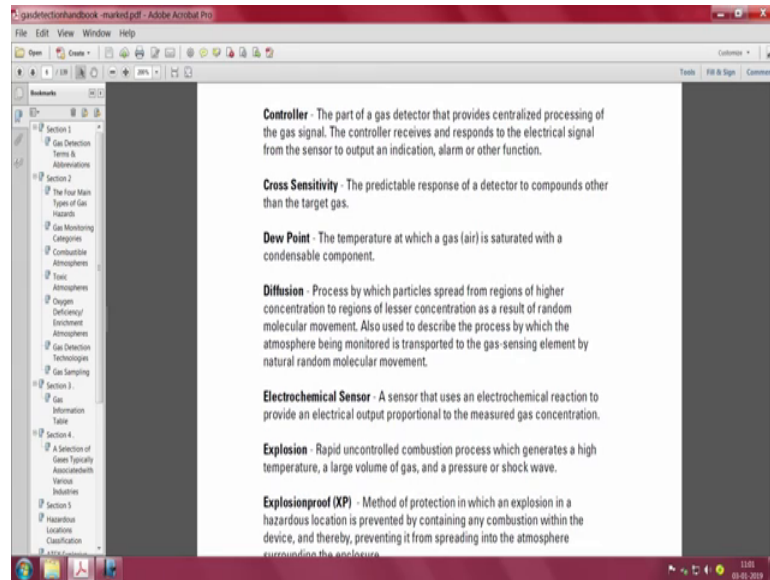 gasdetectionhandbook -marked.pdf - Adobe Acrobat Pro
File Edit View Window Help
Open Create Customize
1 / 139 205% Tools Fill & Sign Comment
Bookmarks
Section 1
Gas Detection
Terms &
Abbreviations
Section 2
The Four Main
Types of Gas
Hazards
Gas Monitoring
Categories
Combustible
Atmospheres
Toxic
Atmospheres
Oxygen
Deficiency/
Enrichment
Atmospheres
Gas Detection
Technologies
Gas Sampling
Section 3.
Gas
Information
Table
Section 4.
A Selection of
Gases Typically
Associatedwith
Various
Industries
Section 5
Hazardous
Locations
Classification
Controller - The part of a gas detector that provides centralized processing of
the gas signal. The controller receives and responds to the electrical signal
from the sensor to output an indication, alarm or other function.
Cross Sensitivity - The predictable response of a detector to compounds other
than the target gas.
Dew Point - The temperature at which a gas (air) is saturated with a
condensable component.
Diffusion - Process by which particles spread from regions of higher
concentration to regions of lesser concentration as a result of random
molecular movement. Also used to describe the process by which the
atmosphere being monitored is transported to the gas-sensing element by
natural random molecular movement.
Electrochemical Sensor - A sensor that uses an electrochemical reaction to
provide an electrical output proportional to the measured gas concentration.
Explosion - Rapid uncontrolled combustion process which generates a high
temperature, a large volume of gas, and a pressure or shock wave.
Explosionproof (XP) - Method of protection in which an explosion in a
hazardous location is prevented by containing any combustion within the
device, and thereby, preventing it from spreading into the atmosphere
surrounding the enclosure.
11:01
03-01-2019